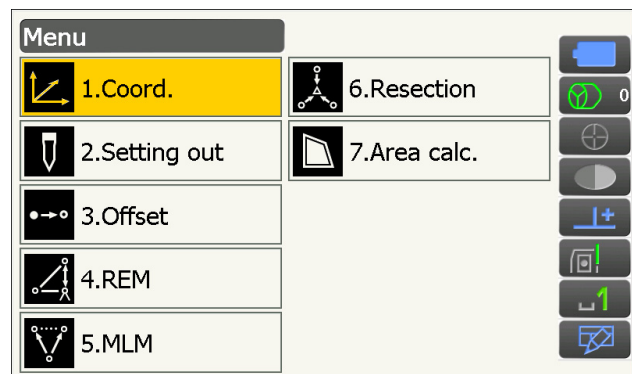 Menu
1.Coord.
2.Setting out
3.Offset
4.REM
5.MLM
6.Resection
7.Area calc.
0
1